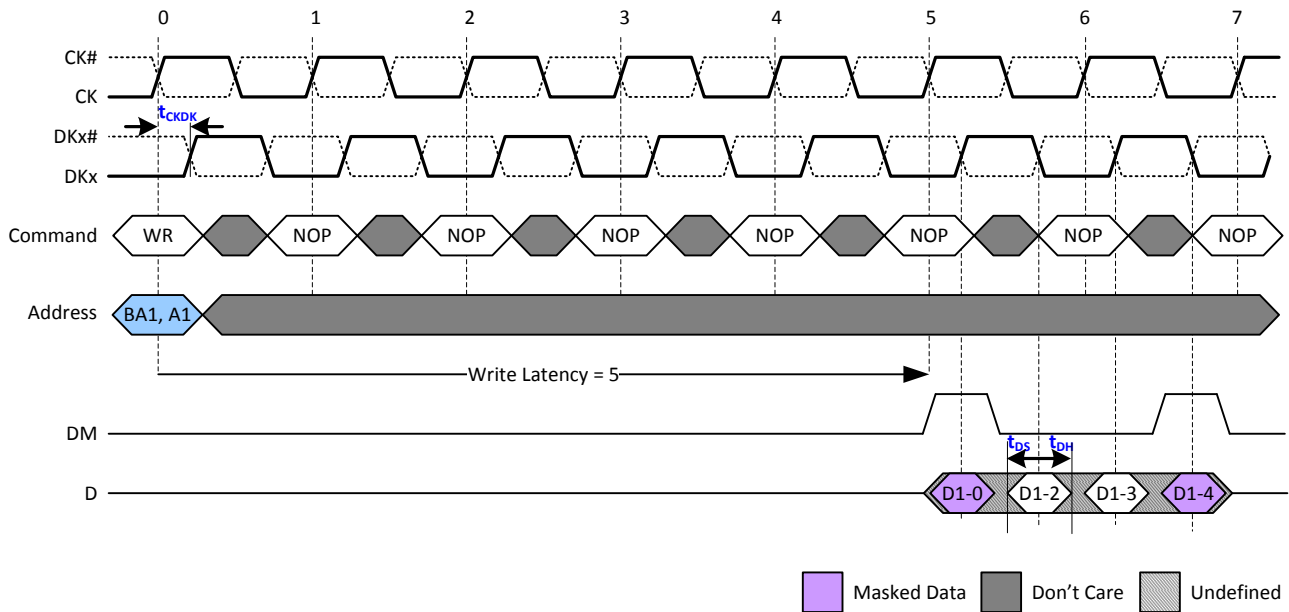 0 1 2 3 4 5 6 7
CK#
CK
tCKDK
DKx#
DKx
Command WR NOP NOP NOP NOP NOP NOP NOP
Address BA1, A1
Write Latency = 5
DM
tDS tDH
D D1-0 D1-2 D1-3 D1-4
Masked Data Don't Care Undefined